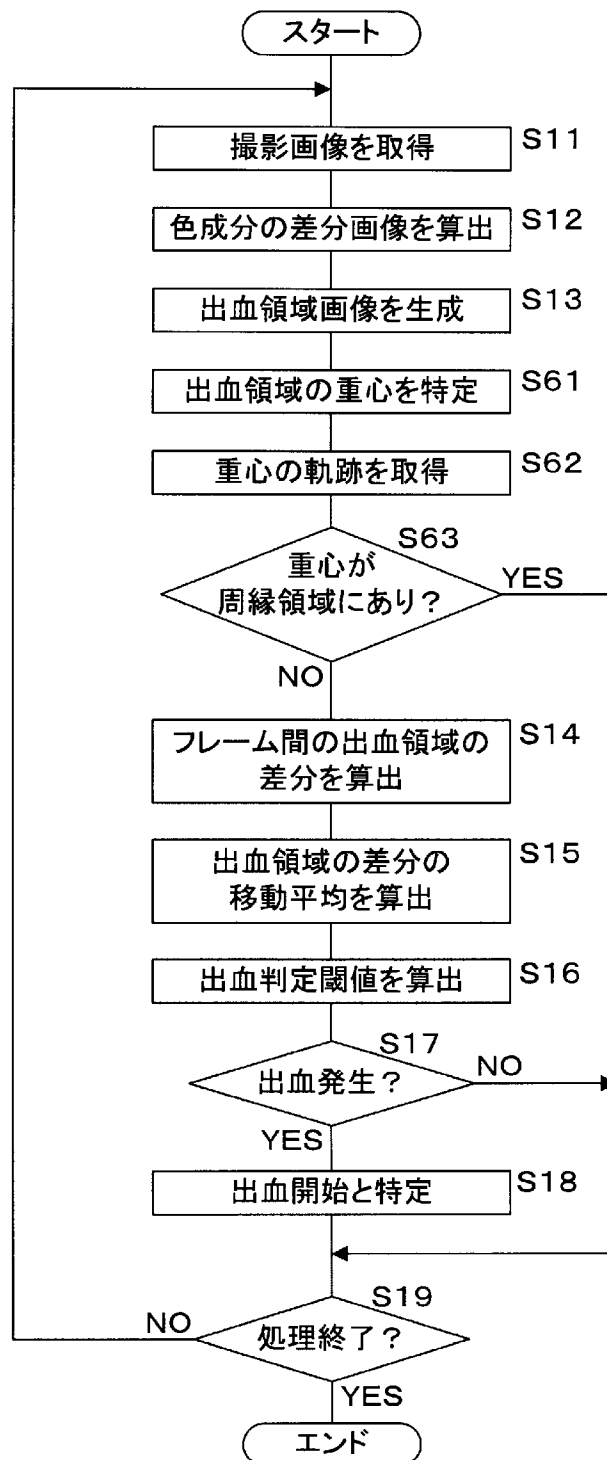 スタート
撮影画像を取得
S11
色成分の差分画像を算出
S12
出血領域画像を生成
S13
出血領域の重心を特定
S61
重心の軌跡を取得
S62
S63
重心が
周縁領域にあり？
YES
NO
フレーム間の出血領域の
差分を算出
S14
出血領域の差分の
移動平均を算出
S15
出血判定閾値を算出
S16
S17
出血発生？
NO
YES
出血開始と特定
S18
S19
NO
処理終了？
YES
エンド